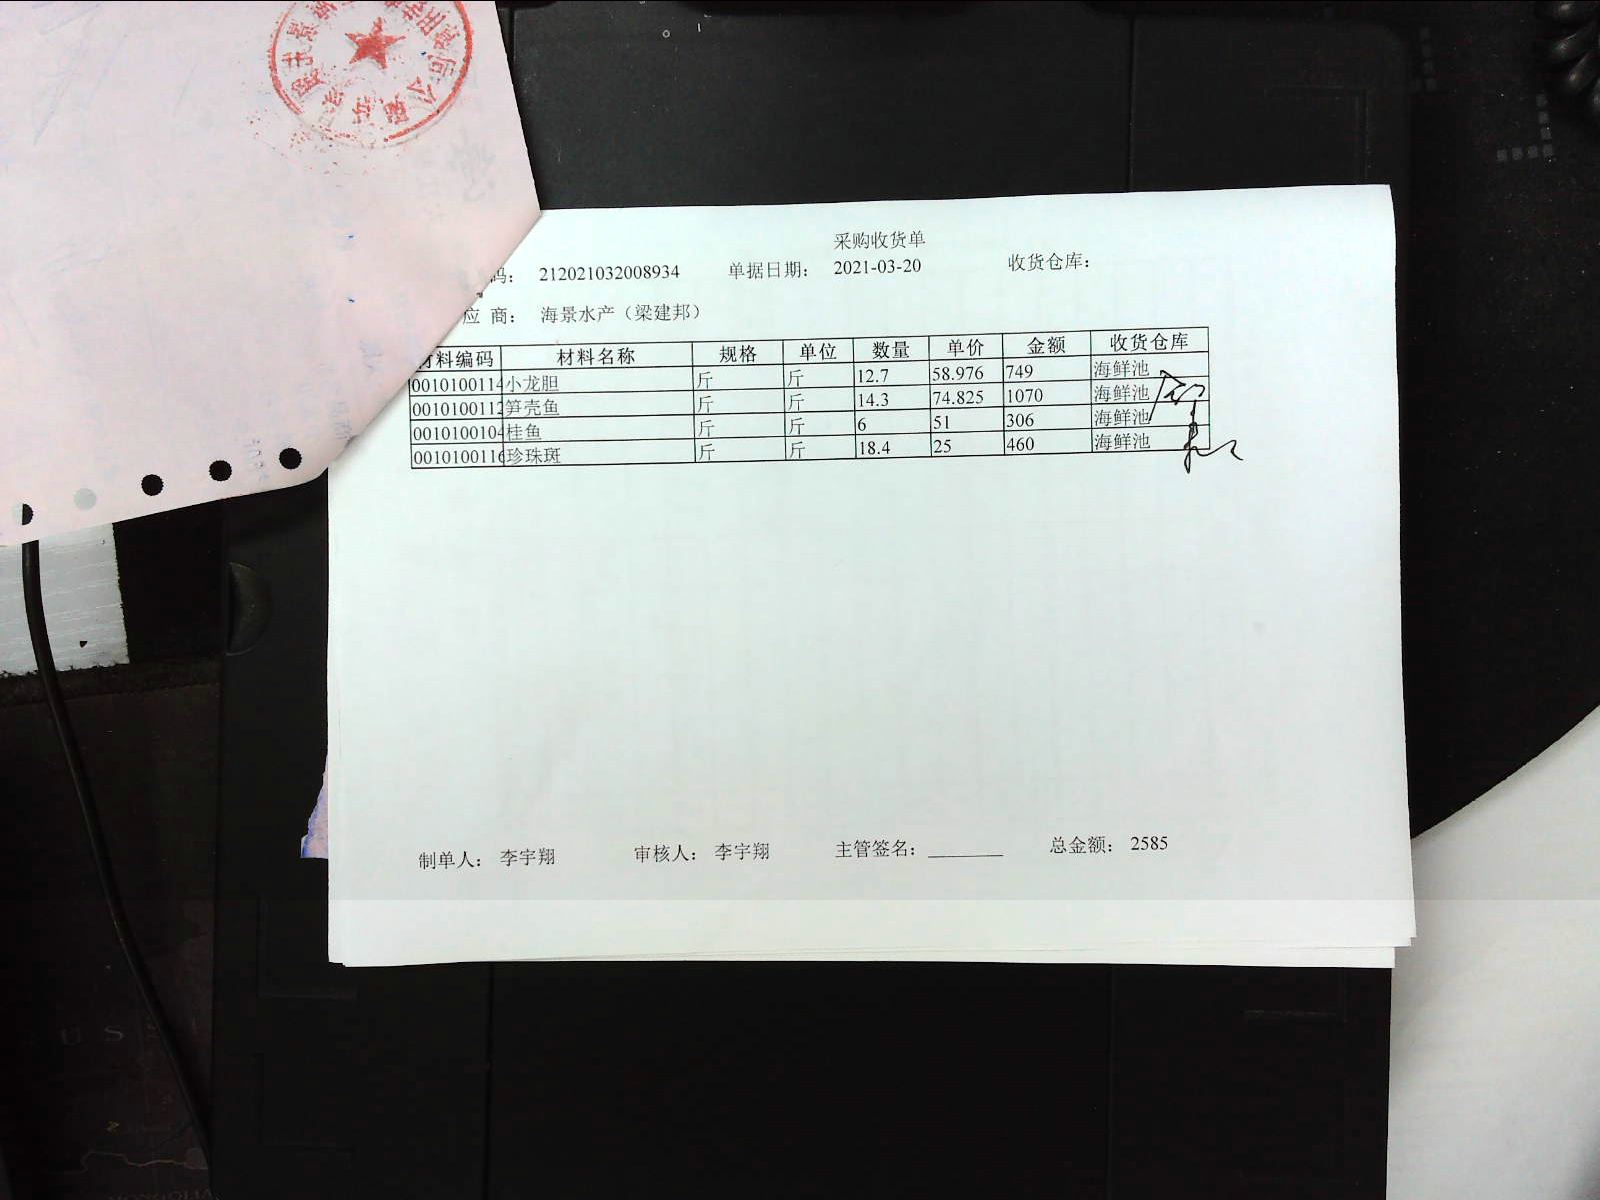 采购收货单
码： 212021032008934 单据日期： 2021-03-20 收货仓库：
应 商： 海景水产（梁建邦）
材料编码 材料名称 规格 单位 数量 单价 金额 收货仓库
0010100114 小龙胆 斤 斤 12.7 58.976 749 海鲜池
0010100112 笋壳鱼 斤 斤 14.3 74.825 1070 海鲜池
0010100104 桂鱼 斤 斤 6 51 306 海鲜池
0010100116 珍珠斑 斤 斤 18.4 25 460 海鲜池
制单人： 李宇翔 审核人： 李宇翔 主管签名： ________ 总金额： 2585